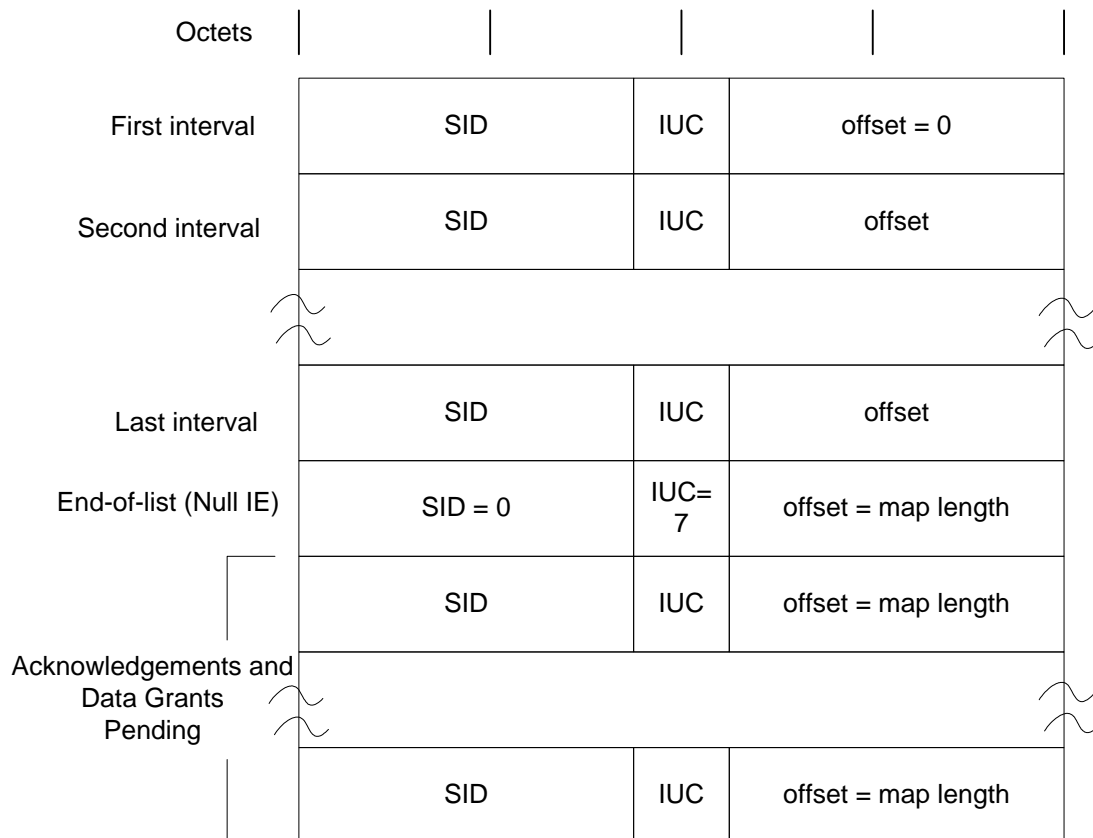 Octets
First interval
SID
IUC
offset = 0
Second interval
SID
IUC
offset
Last interval
SID
IUC
offset
End-of-list (Null IE)
SID = 0
IUC=
7
offset = map length
SID
IUC
offset = map length
Acknowledgements and
Data Grants
Pending
SID
IUC
offset = map length